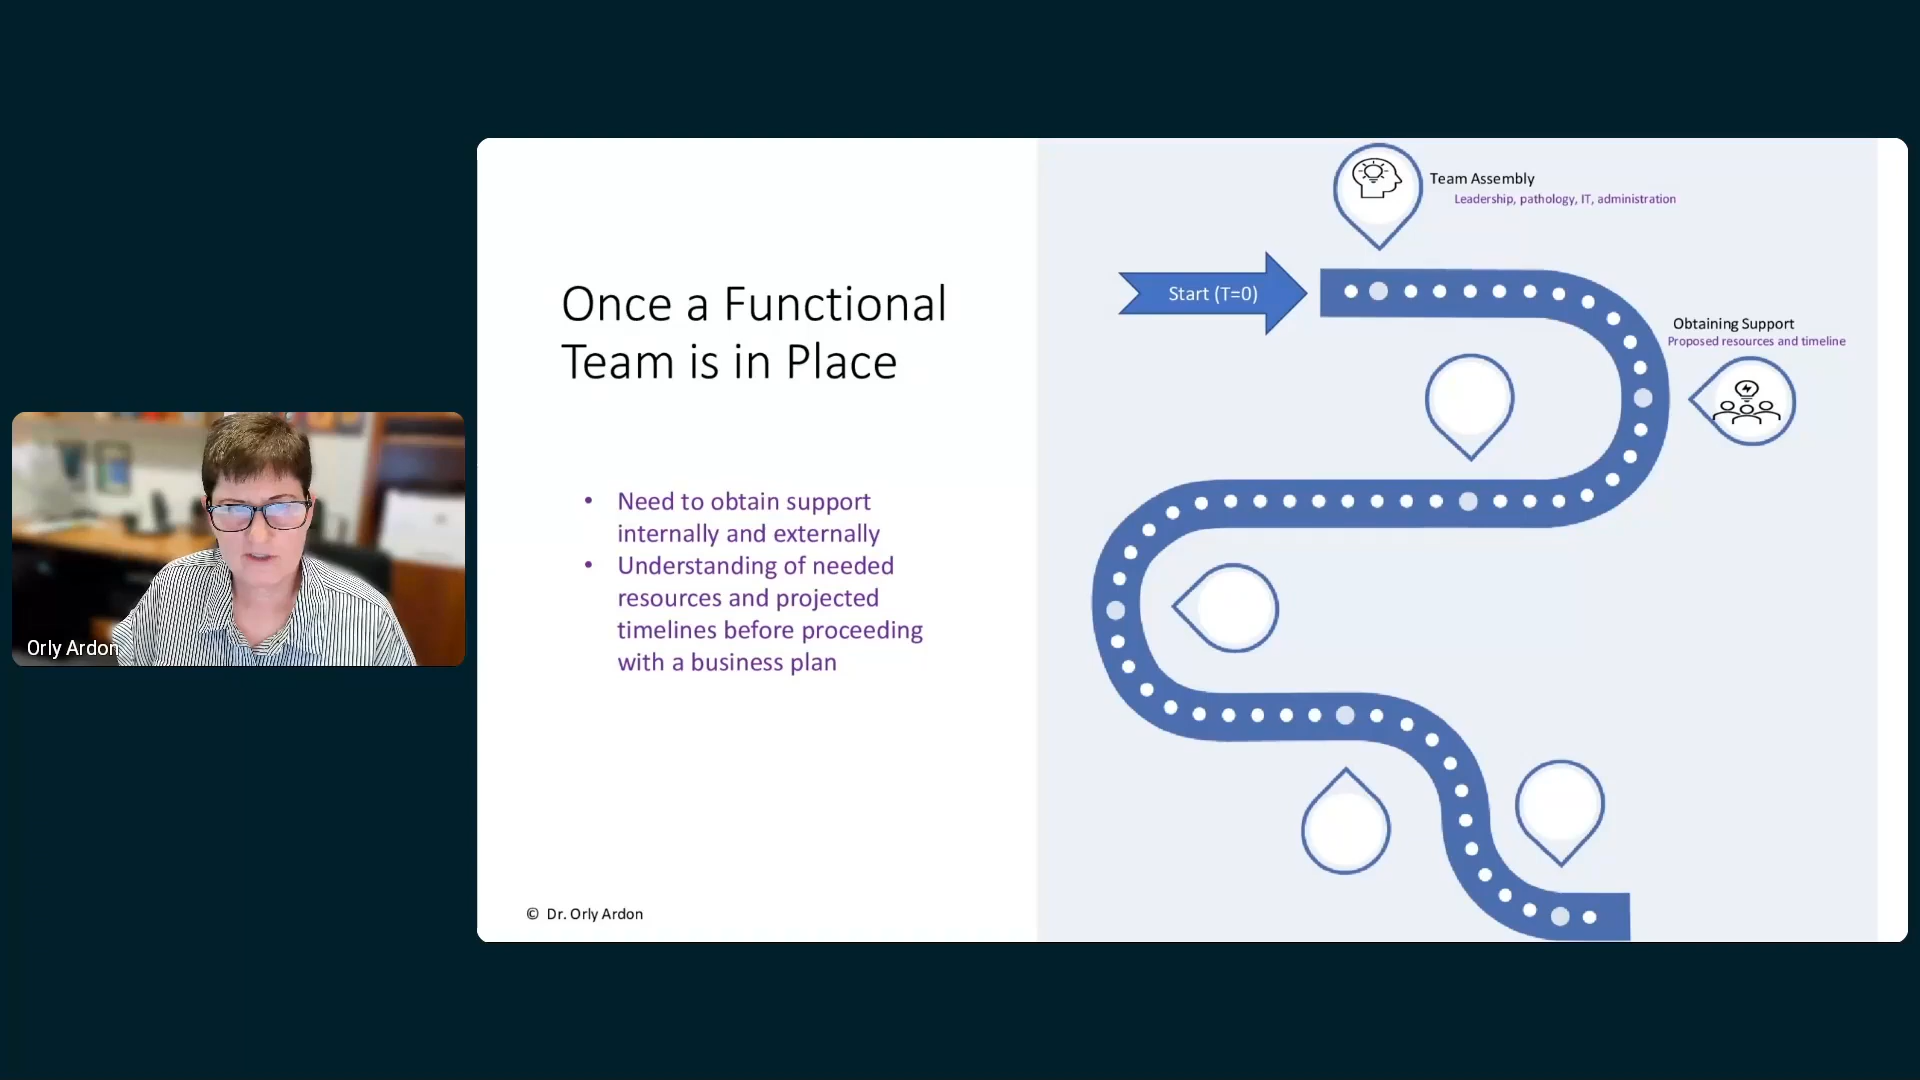 Orly Ardon
Once a Functional
Team is in Place
• Need to obtain support
internally and externally
• Understanding of needed
resources and projected
timelines before proceeding
with a business plan
© Dr. Orly Ardon
Team Assembly
Leadership, pathology, IT, administration
Start (T=0)
Obtaining Support
Proposed resources and timeline